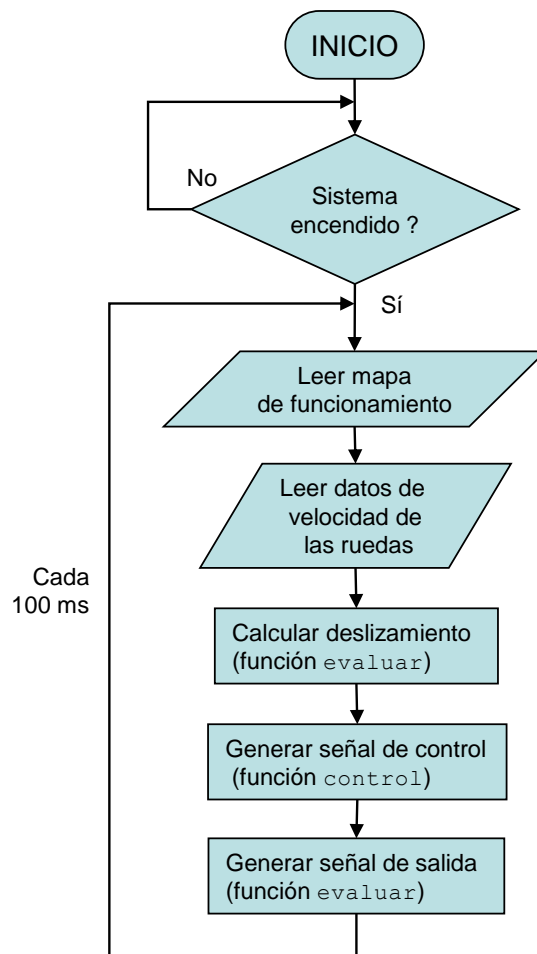 INICIO
No
Sistema
encendido ?
Sí
Leer mapa
de funcionamiento
Leer datos de
velocidad de
las ruedas
Cada
100 ms
Calcular deslizamiento
(función evaluar)
Generar señal de control
(función control)
Generar señal de salida
(función evaluar)